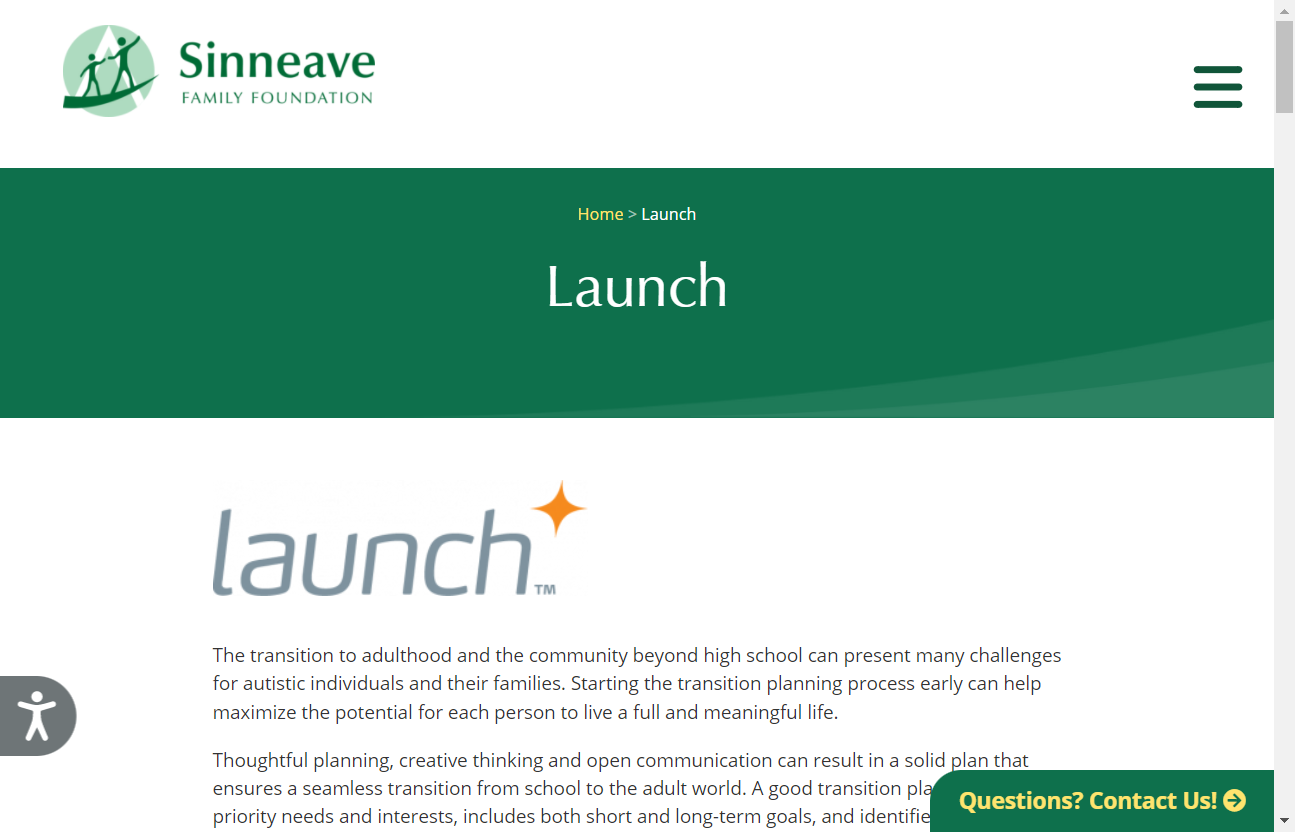 Sinneave
FAMILY FOUNDATION
Home > Launch
Launch
launch™
The transition to adulthood and the community beyond high school can present many challenges
for autistic individuals and their families. Starting the transition planning process early can help
maximize the potential for each person to live a full and meaningful life.
Thoughtful planning, creative thinking and open communication can result in a solid plan that
ensures a seamless transition from school to the adult world. A good transition
priority needs and interests, includes both short and long-term goals, and
Questions? Contact Us!